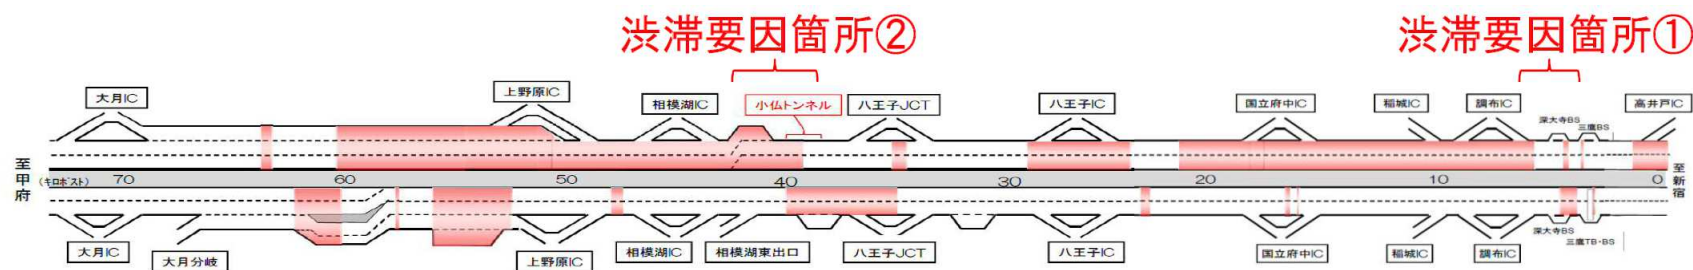 渋滞要因箇所②
渋滞要因箇所①
大月IC
上野原IC
相模湖IC
小仏トンネル
八王子JCT
八王子IC
国立府中IC
稲城IC
調布IC
深大寺BS
三鷹BS
高井戸IC
至甲府
(キロポスト)
70
60
50
40
30
20
10
0
至新宿
大月IC
大月分岐
上野原IC
相模湖IC
相模湖東出口
八王子JCT
八王子IC
国立府中IC
稲城IC
調布IC
深大寺BS
三鷹TB・BS